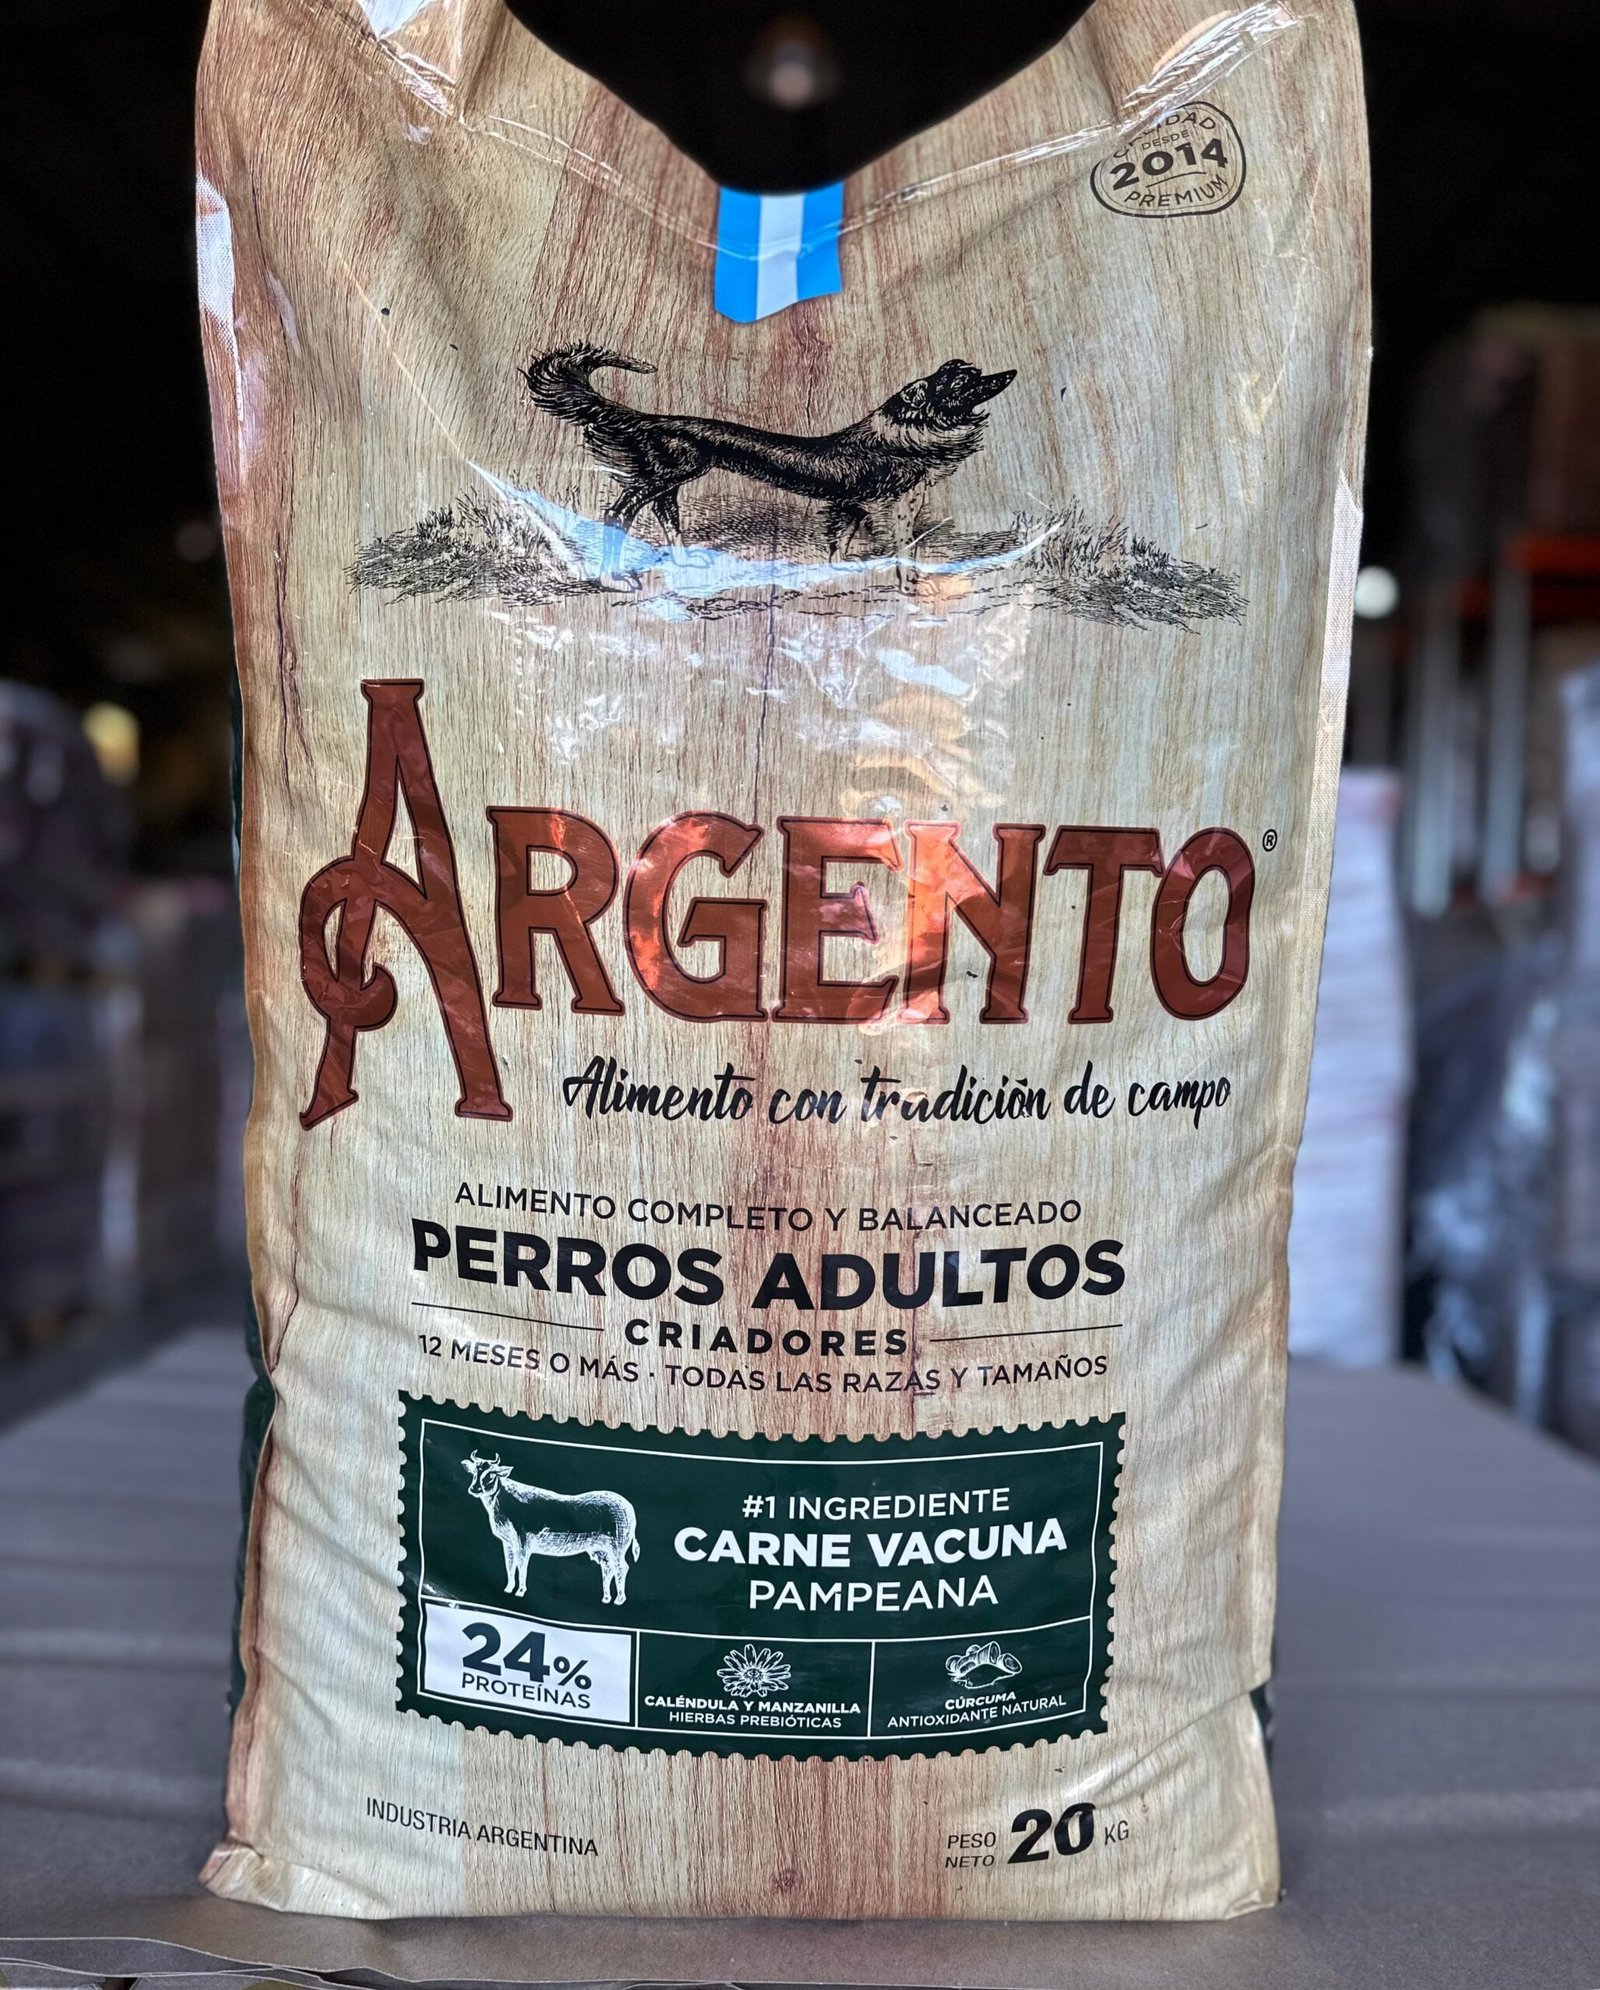 CALIDAD
DESDE
2014
PREMIUM
ARGENTO®
Alimento con tradición de campo
ALIMENTO COMPLETO Y BALANCEADO
PERROS ADULTOS
CRIADORES
12 MESES O MÁS · TODAS LAS RAZAS Y TAMAÑOS
#1 INGREDIENTE
CARNE VACUNA
PAMPEANA
24%
PROTEÍNAS
CALÉNDULA Y MANZANILLA
HIERBAS PREBIÓTICAS
CÚRCUMA
ANTIOXIDANTE NATURAL
INDUSTRIA ARGENTINA
PESO NETO 20 KG